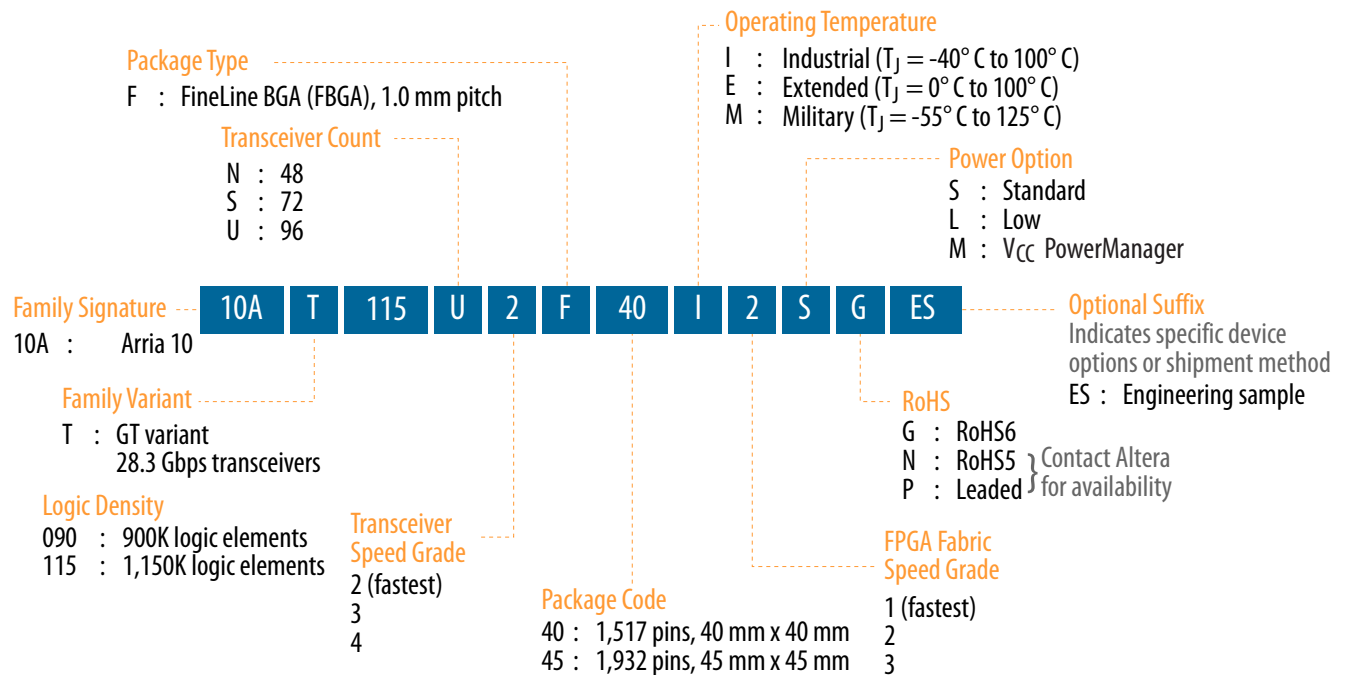 Operating Temperature
I : Industrial (TJ = -40° C to 100° C)
E : Extended (TJ = 0° C to 100° C)
M : Military (TJ = -55° C to 125° C)
Package Type
F : FineLine BGA (FBGA), 1.0 mm pitch
Transceiver Count
N : 48
S : 72
U : 96
Power Option
S : Standard
L : Low
M : VCC PowerManager
Family Signature
10A : Arria 10
10A T 115 U 2 F 40 I 2 S G ES
Optional Suffix
Indicates specific device
options or shipment method
ES : Engineering sample
Family Variant
T : GT variant
28.3 Gbps transceivers
RoHS
G : RoHS6
N : RoHS5
P : Leaded
Contact Altera
for availability
Logic Density
090 : 900K logic elements
115 : 1,150K logic elements
Transceiver
Speed Grade
2 (fastest)
3
4
Package Code
40 : 1,517 pins, 40 mm x 40 mm
45 : 1,932 pins, 45 mm x 45 mm
FPGA Fabric
Speed Grade
1 (fastest)
2
3